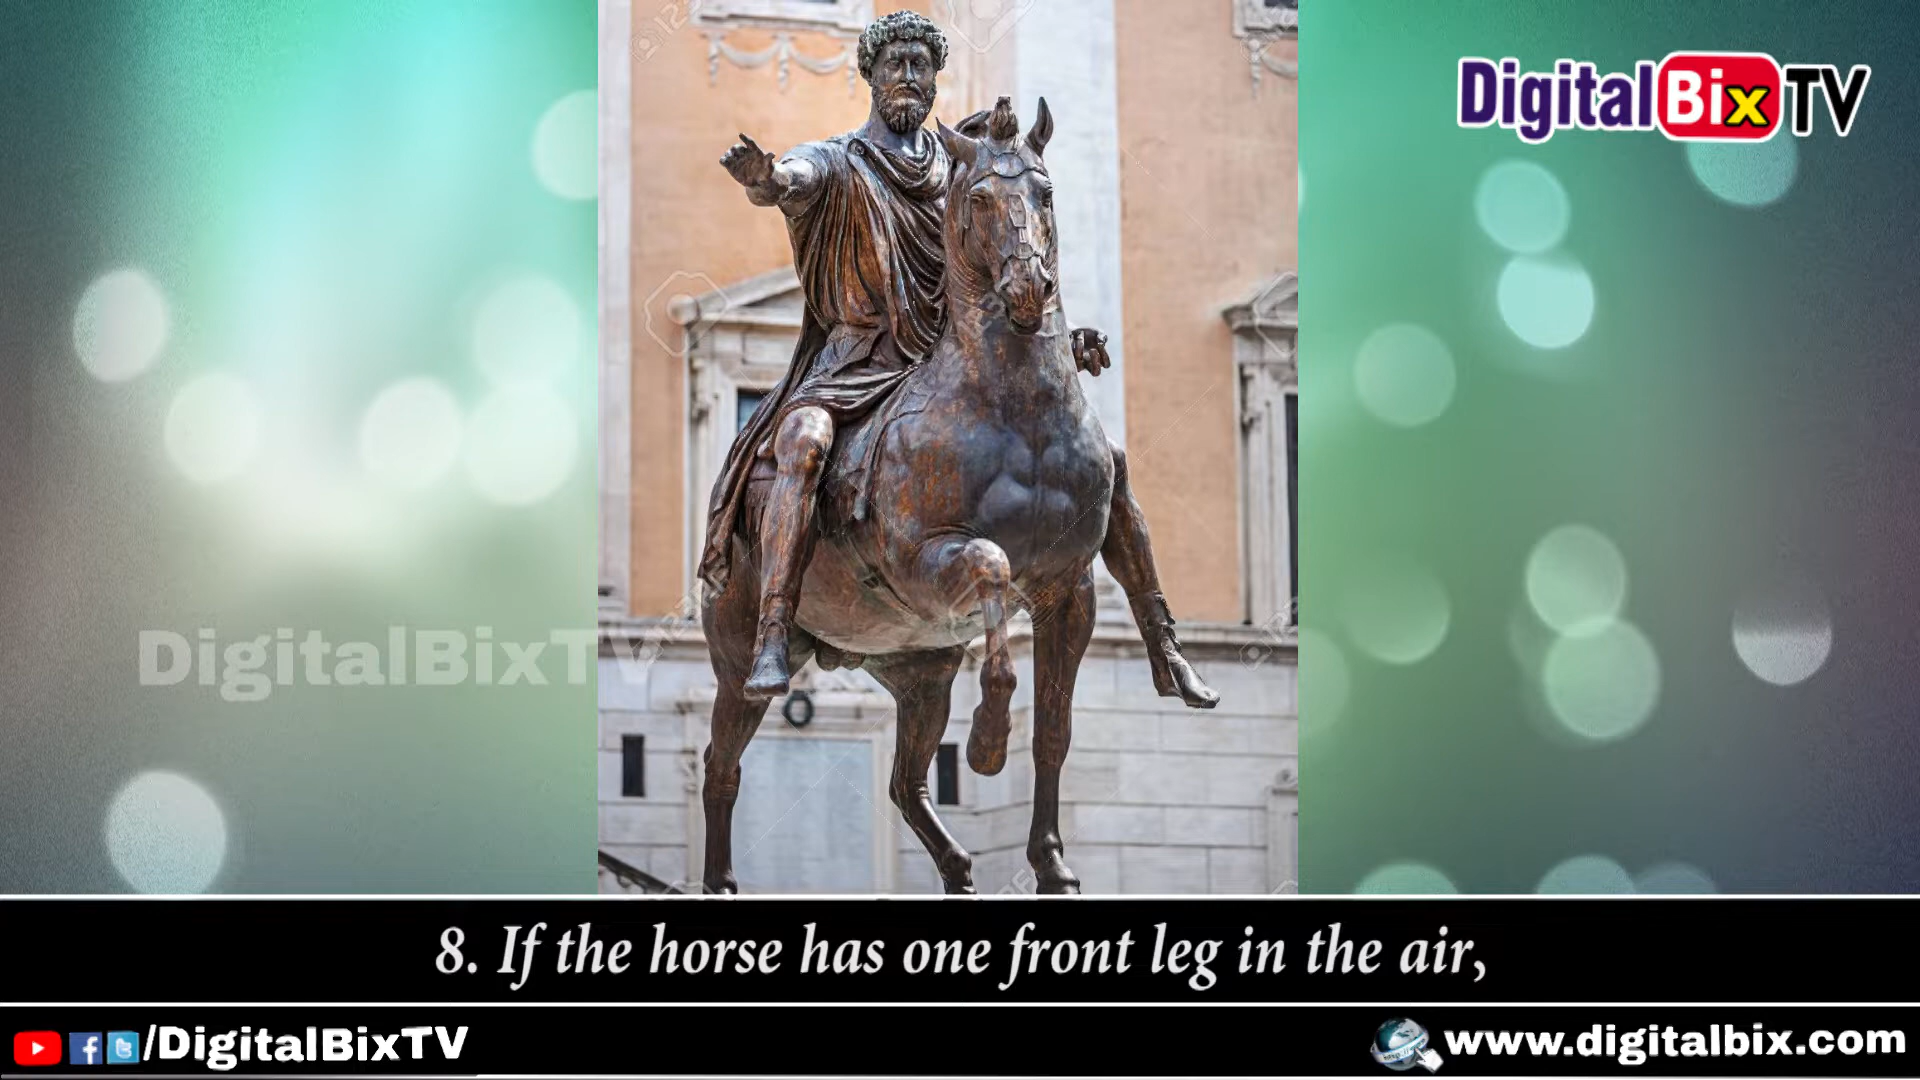 DigitalBixTV
DigitalBixTV
8. If the horse has one front leg in the air,
/DigitalBixTV
www.digitalbix.com